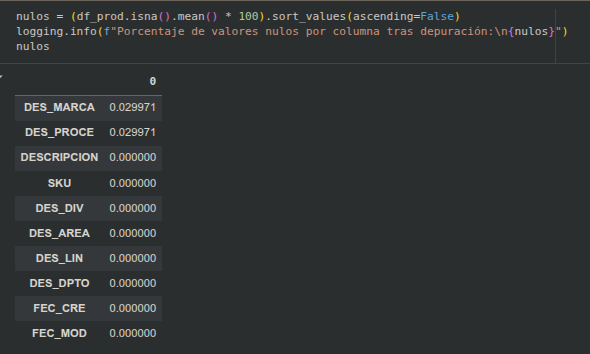 nulos = (df_prod.isna().mean() * 100).sort_values(ascending=False)
logging.info(f"Porcentaje de valores nulos por columna tras depuración:\n{nulos}")
nulos
0
DES_MARCA 0.029971
DES_PROCE 0.029971
DESCRIPCION 0.000000
SKU 0.000000
DES_DIV 0.000000
DES_AREA 0.000000
DES_LIN 0.000000
DES_DPTO 0.000000
FEC_CRE 0.000000
FEC_MOD 0.000000